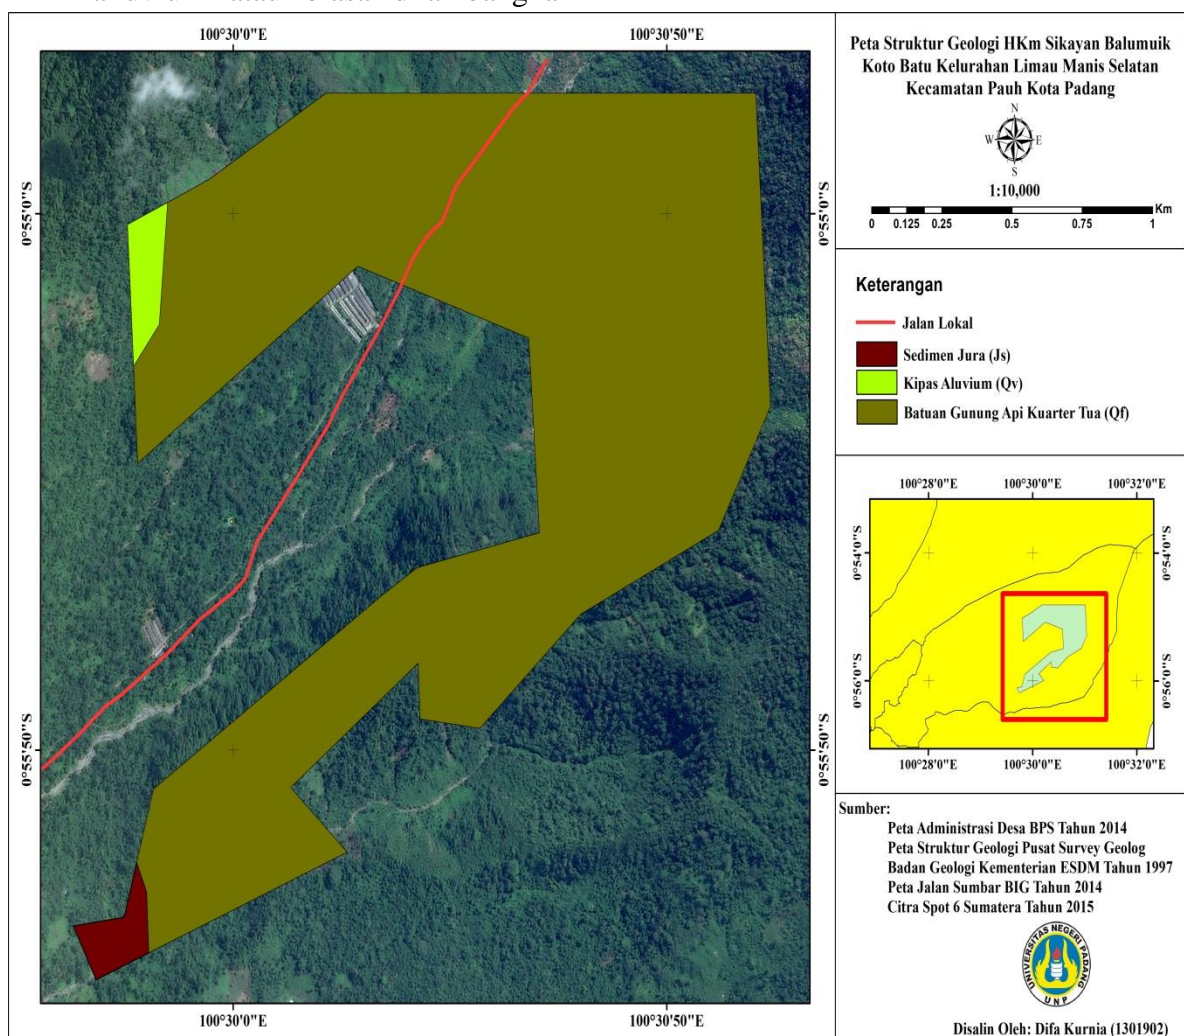 100°30'0"E
100°30'50"E
0°55'0"S
0°55'0"S
0°55'50"S
0°55'50"S
100°30'0"E
100°30'50"E
Peta Struktur Geologi HKm Sikayan Balumuik
Koto Batu Kelurahan Limau Manis Selatan
Kecamatan Pauh Kota Padang
N
W
E
S
1:10,000
Km
0
0.125
0.25
0.5
0.75
1
Keterangan
Jalan Lokal
Sedimen Jura (Js)
Kipas Aluvium (Qv)
Batuan Gunung Api Kuarter Tua (Qf)
100°28'0"E
100°30'0"E
100°32'0"E
0°54'0"S
0°54'0"S
0°56'0"S
0°56'0"S
100°28'0"E
100°30'0"E
100°32'0"E
Sumber:
Peta Administrasi Desa BPS Tahun 2014
Peta Struktur Geologi Pusat Survey Geolog
Badan Geologi Kementerian ESDM Tahun 1997
Peta Jalan Sumbar BIG Tahun 2014
Citra Spot 6 Sumatera Tahun 2015
UNIVERSITAS NEGERI PADANG
UNP
Disalin Oleh: Difa Kurnia (1301902)